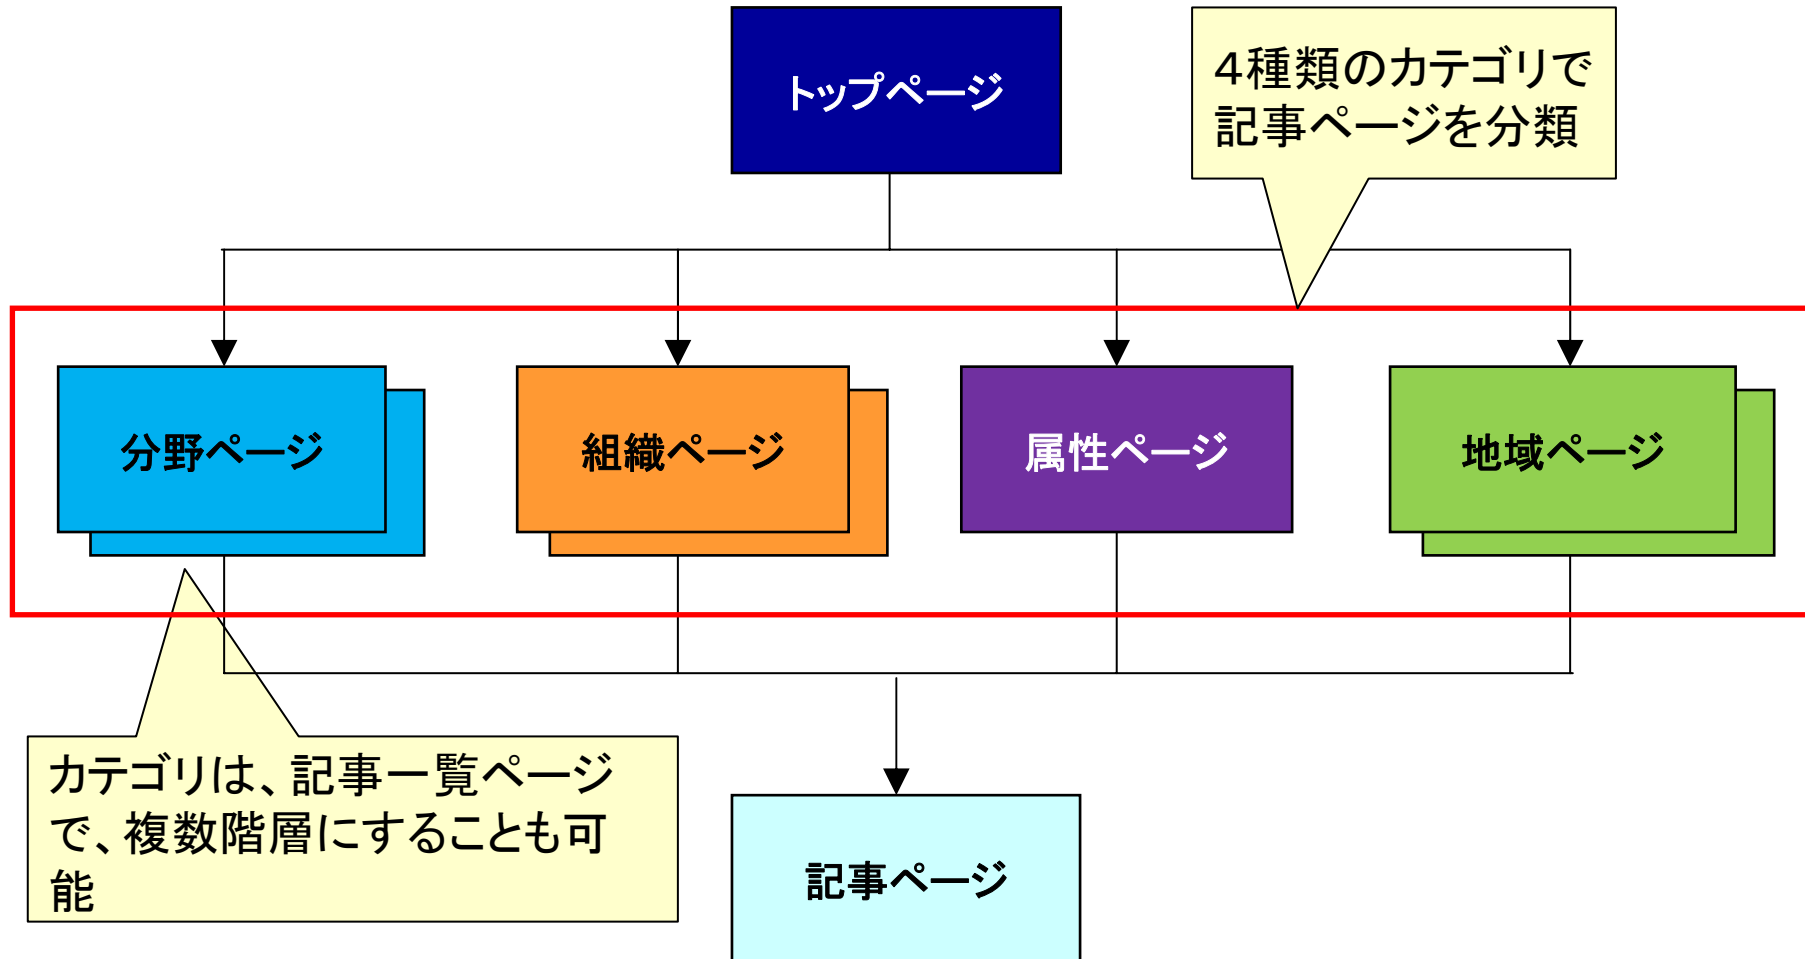 トップページ
４種類のカテゴリで
記事ページを分類
分野ページ
組織ページ
属性ページ
地域ページ
カテゴリは、記事一覧ページ
で、複数階層にすることも可
能
記事ページ